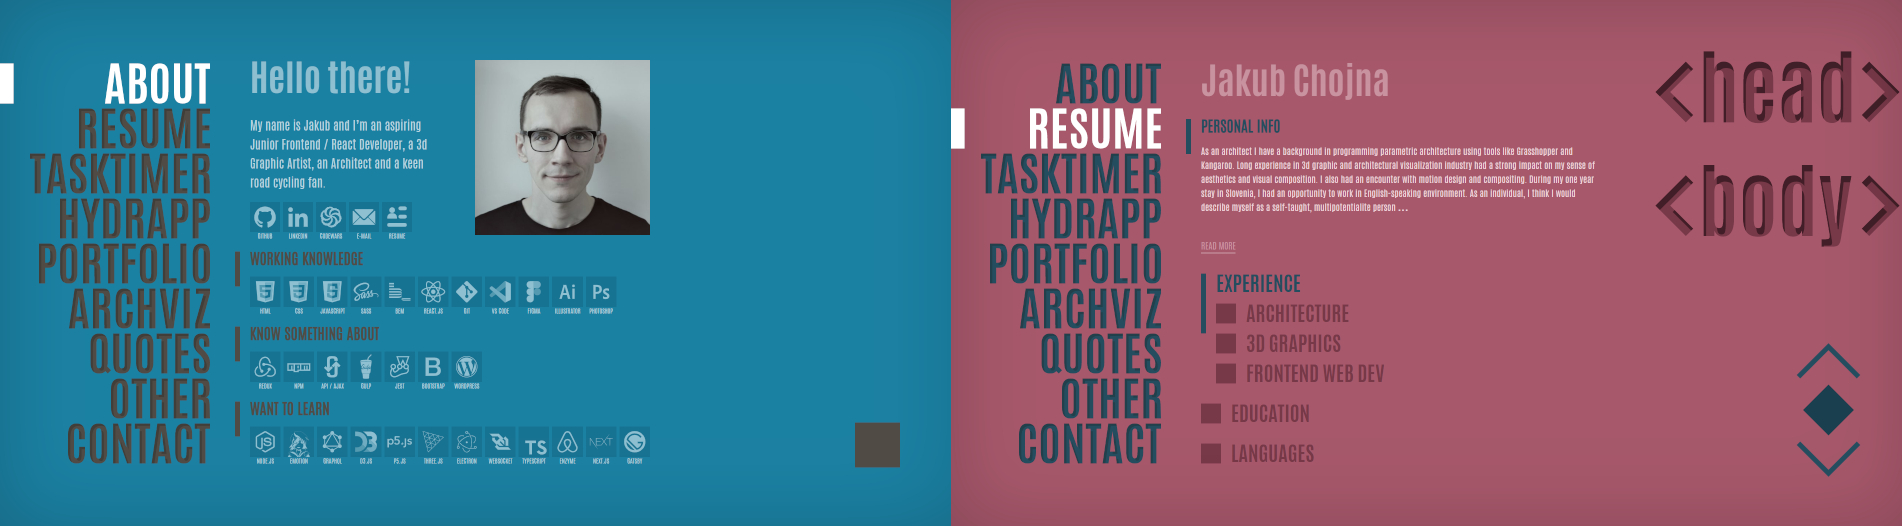 ABOUT
RESUME
TASKTIMER
HYDRAPP
PORTFOLIO
ARCHVIZ
QUOTES
OTHER
CONTACT
Hello there!
My name is Jakub and I'm an aspiring
Junior Frontend / React Developer, a 3d
Graphic Artist, an Architect and a keen
road cycling fan.
GITHUB LINKEDIN CODEWARS E-MAIL RESUME
WORKING KNOWLEDGE
Ai Ps
HTML CSS JAVASCRIPT SASS BEM REACT JS GIT VS CODE FIGMA ILLUSTRATOR PHOTOSHOP
KNOW SOMETHING ABOUT
B
REDUX NPM API / AJAX GULP JEST BOOTSTRAP WORDPRESS
WANT TO LEARN
p5.js TS NEXT
NODE JS EMOTION GRAPHQL D3 JS P5.JS THREE.JS ELECTRON WEBSOCKET TYPESCRIPT ENZYME NEXT.JS GATSBY
ABOUT
RESUME
TASKTIMER
HYDRAPP
PORTFOLIO
ARCHVIZ
QUOTES
OTHER
CONTACT
Jakub Chojna
PERSONAL INFO
As an architect I have a background in programming parametric architecture using tools like Grasshopper and
Kangaroo. Long experience in 3d graphic and architectural visualization industry had a strong impact on my sense of
aesthetics and visual composition. I also had an encounter with motion design and compositing. During my one year
stay in Slovenia, I had an opportunity to work in English-speaking environment. As an individual, I think I would
describe myself as a self-taught, multipotentialite person ...
READ MORE
EXPERIENCE
ARCHITECTURE
3D GRAPHICS
FRONTEND WEB DEV
EDUCATION
LANGUAGES
<head>
<body>